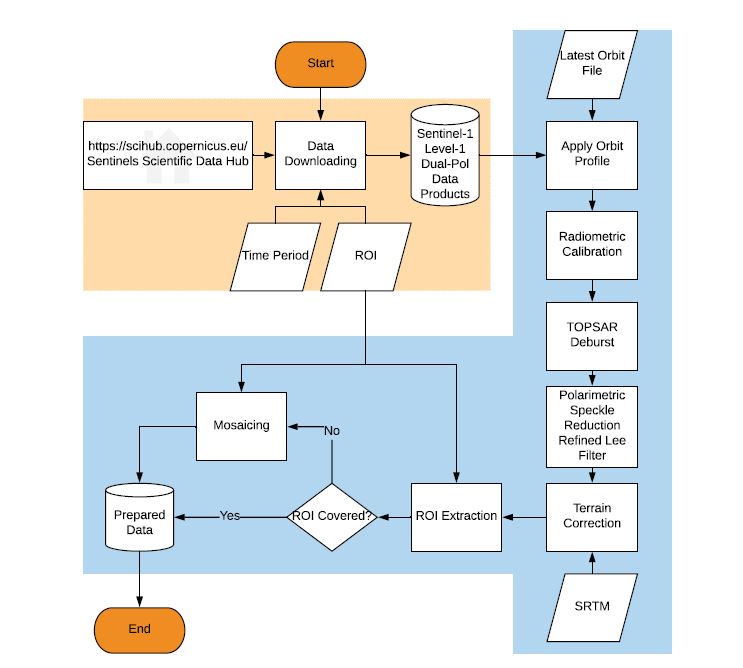 Start
https://scihub.copernicus.eu/
Sentinels Scientific Data Hub
Data
Downloading
Sentinel-1
Level-1
Dual-Pol
Data
Products
Time Period
ROI
Latest Orbit
File
Apply Orbit
Profile
Radiometric
Calibration
TOPSAR
Deburst
Polarimetric
Speckle
Reduction
Refined Lee
Filter
Terrain
Correction
SRTM
ROI Extraction
ROI Covered?
No
Yes
Mosaicing
Prepared
Data
End